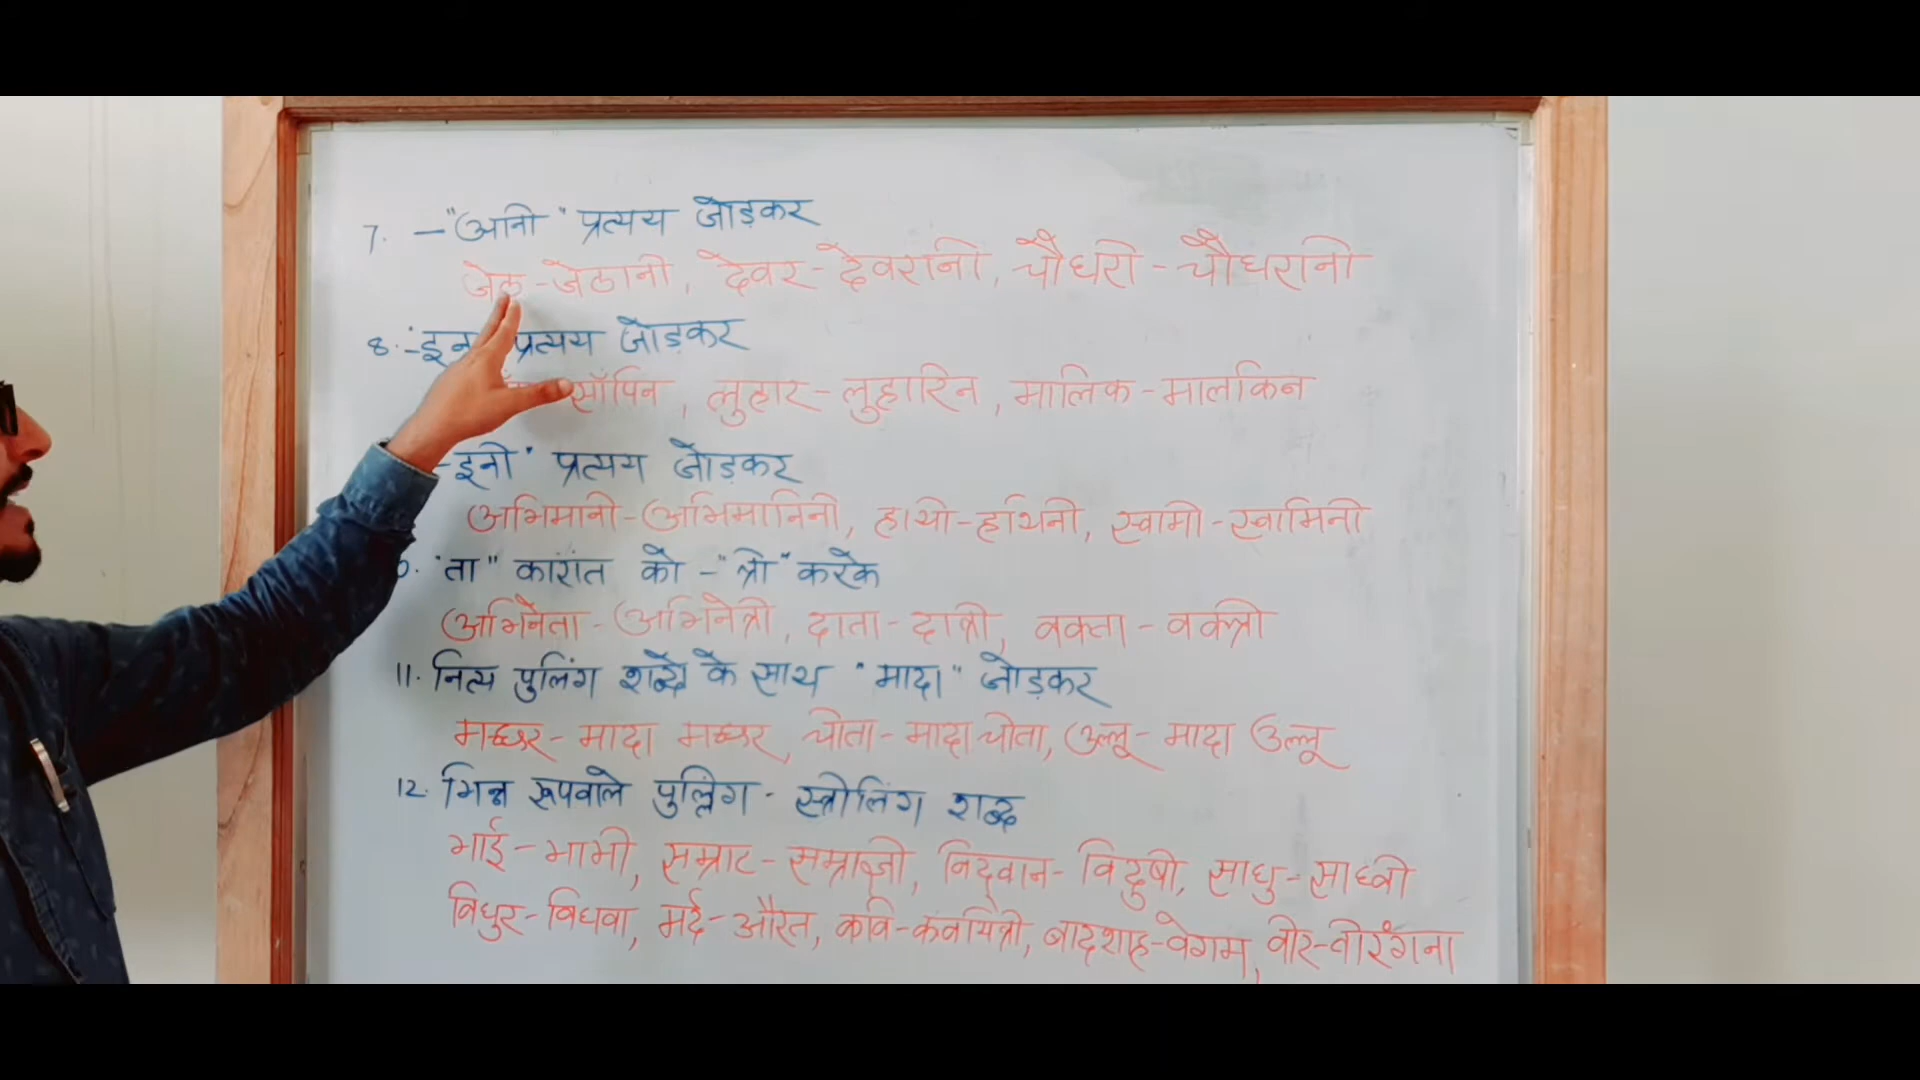 7. - "आनी" प्रत्यय जोड़कर
जेठ-जेठानी, देवर-देवरानी, चौधरी-चौधरानी
8. -इन प्रत्यय जोड़कर
साँपिन, लुहार-लुहारिन, मालिक-मालकिन
-इनी" प्रत्यय जोड़कर
अभिमानी-अभिमानिनी, हाथी-हथिनी, स्वामी-स्वामिनी
"ता" कारांत को -"त्री" करके
अभिनेता-अभिनेत्री, दाता-दात्री, वक्ता-वक्त्री
11. नित्य पुलिंग शब्दों के साथ "मादा" जोड़कर
मच्छर-मादा मच्छर, चीता-मादा चीता, उल्लू-मादा उल्लू
12. भिन्न रूपवाले पुल्लिंग-स्त्रीलिंग शब्द
भाई-भाभी, सम्राट-सम्राज्ञी, विद्वान-विदुषी, साधु-साध्वी
विधुर-विधवा, मर्द-औरत, कवि-कवयित्री, बादशाह-बेगम, वीर-वीरांगना